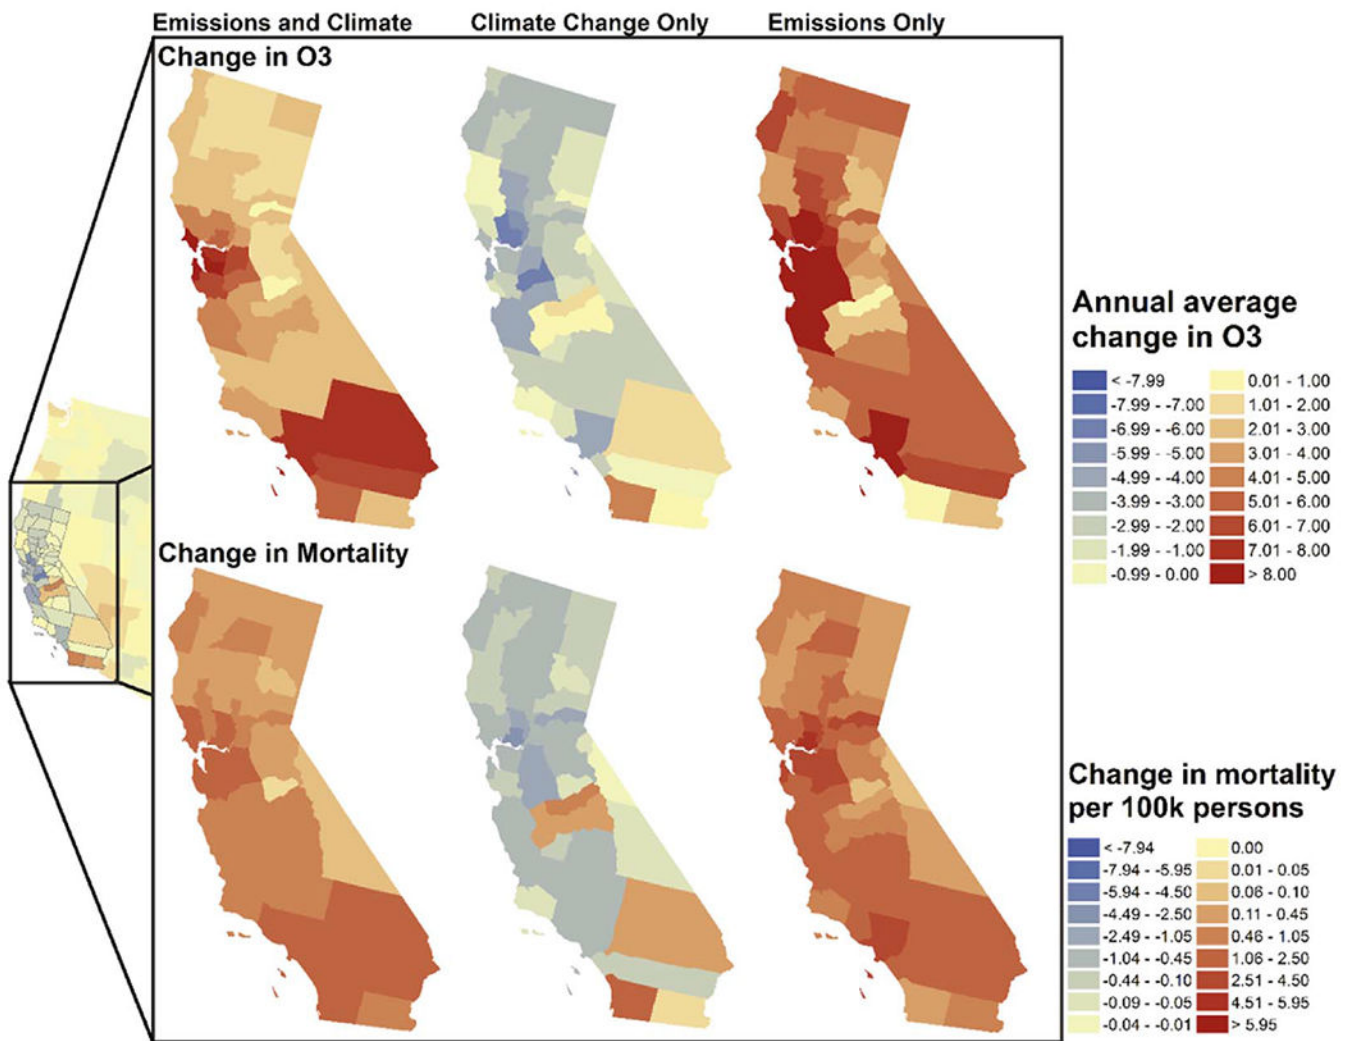 Emissions and Climate Climate Change Only Emissions Only
Change in O3
Change in Mortality
Annual average
change in O3
< -7.99 0.01 - 1.00
-7.99 - -7.00 1.01 - 2.00
-6.99 - -6.00 2.01 - 3.00
-5.99 - -5.00 3.01 - 4.00
-4.99 - -4.00 4.01 - 5.00
-3.99 - -3.00 5.01 - 6.00
-2.99 - -2.00 6.01 - 7.00
-1.99 - -1.00 7.01 - 8.00
-0.99 - 0.00 > 8.00
Change in mortality
per 100k persons
< -7.94 0.00
-7.94 - -5.95 0.01 - 0.05
-5.94 - -4.50 0.06 - 0.10
-4.49 - -2.50 0.11 - 0.45
-2.49 - -1.05 0.46 - 1.05
-1.04 - -0.45 1.06 - 2.50
-0.44 - -0.10 2.51 - 4.50
-0.09 - -0.05 4.51 - 5.95
-0.04 - -0.01 > 5.95